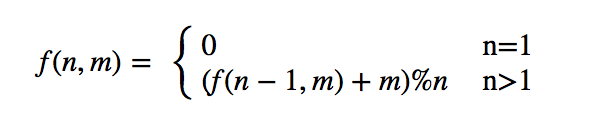 f(n, m) = { 0 n=1
(f(n − 1, m) + m)%n n>1